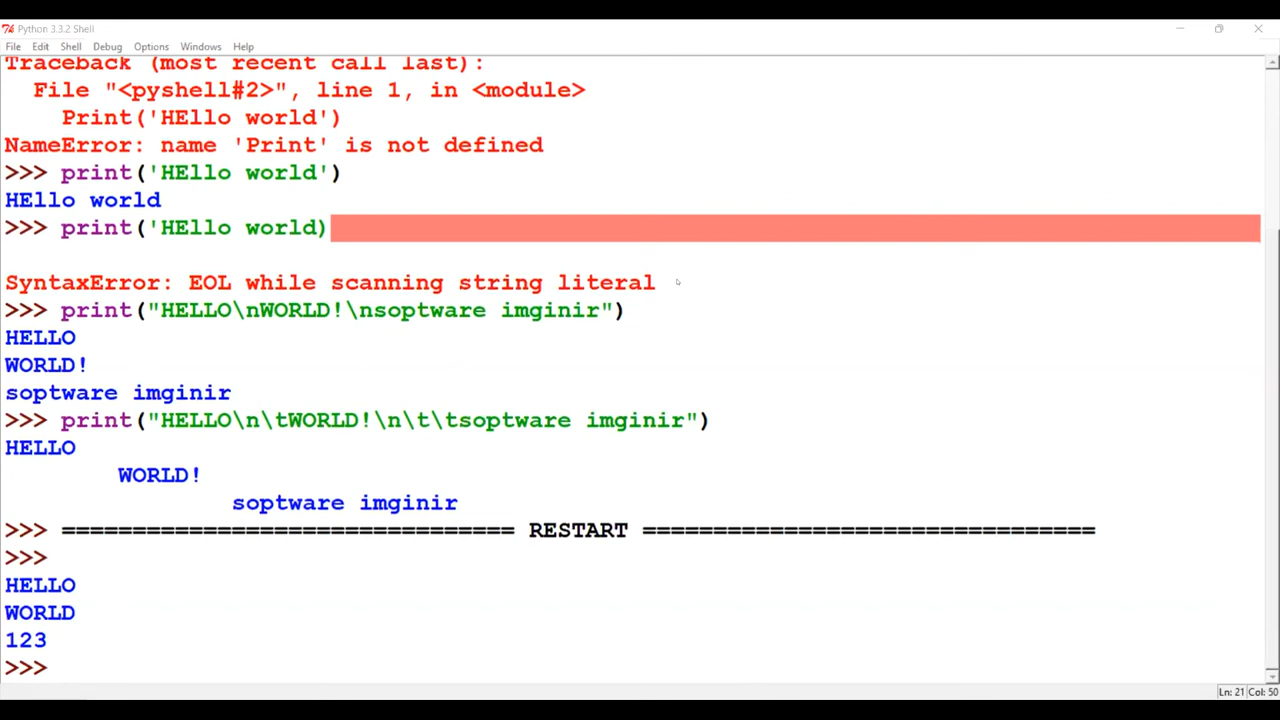 Python 3.3.2 Shell
File Edit Shell Debug Options Windows Help
Traceback (most recent call last):
  File "<pyshell#2>", line 1, in <module>
    Print('HEllo world')
NameError: name 'Print' is not defined
>>> print('HEllo world')
HEllo world
>>> print('HEllo world)
SyntaxError: EOL while scanning string literal
>>> print("HELLO\nWORLD!\nsoptware imginir")
HELLO
WORLD!
soptware imginir
>>> print("HELLO\n\tWORLD!\n\t\tsoptware imginir")
HELLO
        WORLD!
                soptware imginir
>>> ================================ RESTART ================================
>>>
HELLO
WORLD
123
>>>
Ln: 21 Col: 50